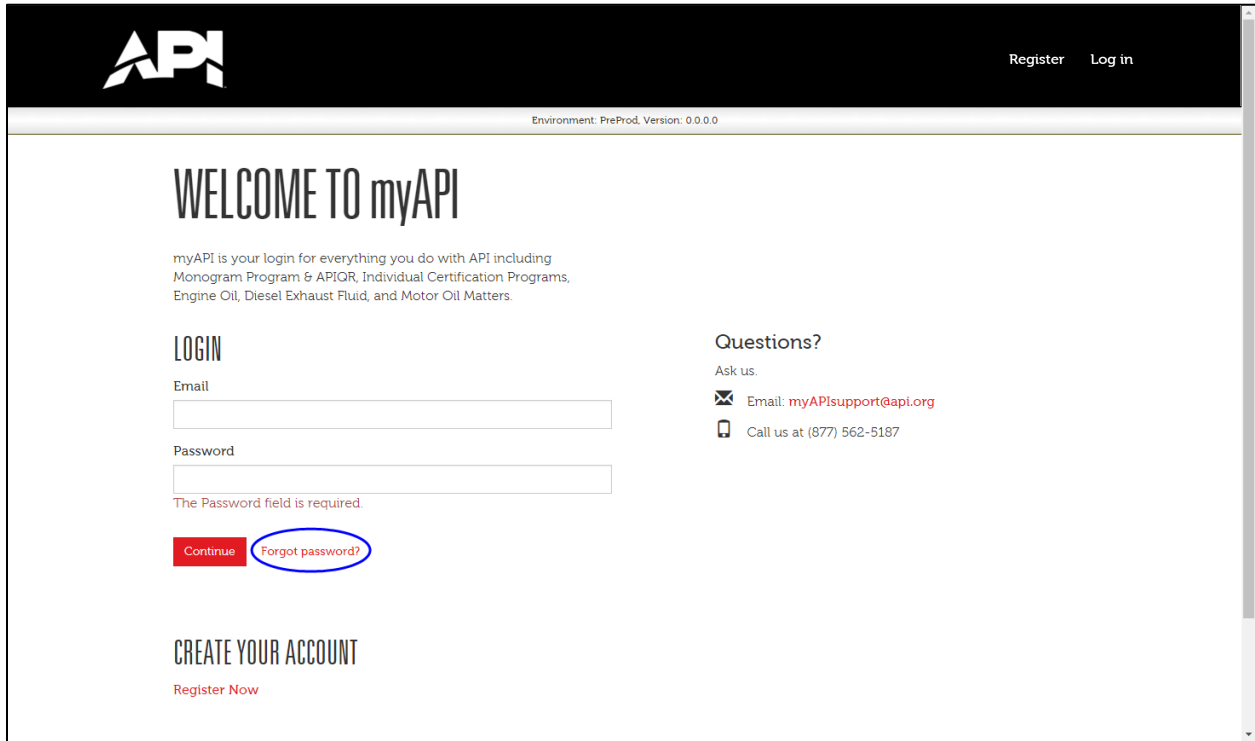 API
Register Log in
Environment: PreProd, Version: 0.0.0.0
WELCOME TO myAPI
myAPI is your login for everything you do with API including
Monogram Program & APIQR, Individual Certification Programs,
Engine Oil, Diesel Exhaust Fluid, and Motor Oil Matters.
LOGIN
Email
Password
The Password field is required.
Continue Forgot password?
Questions?
Ask us.
Email: myAPIsupport@api.org
Call us at (877) 562-5187
CREATE YOUR ACCOUNT
Register Now